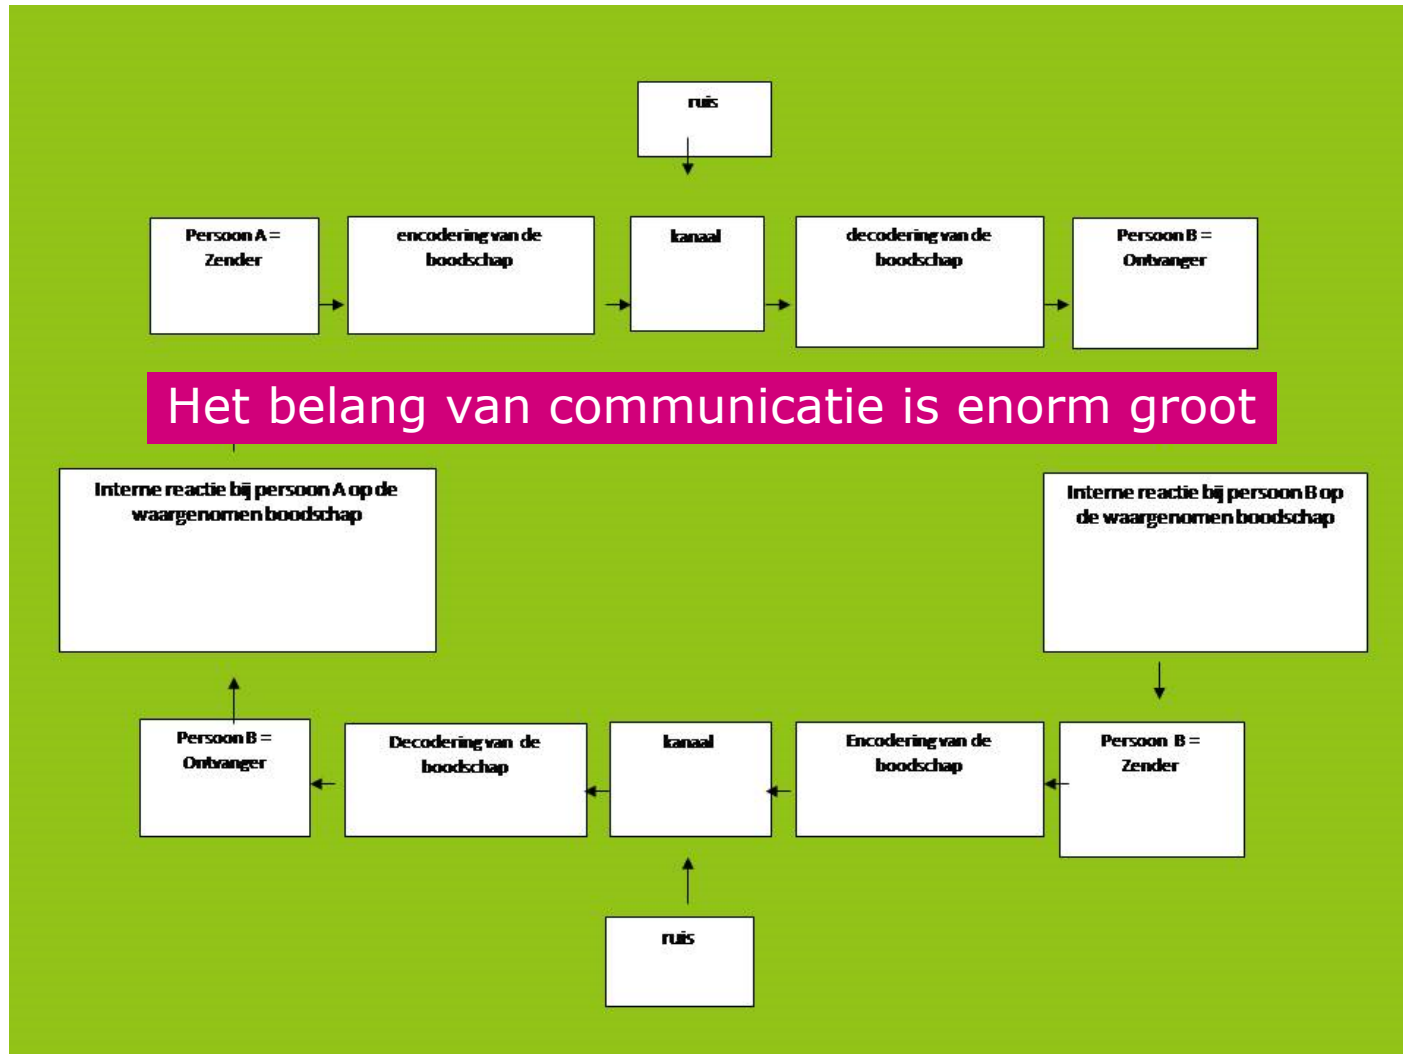 ruis
Persoon A =
Zender
encodering van de
boodschap
kanaal
decodering van de
boodschap
Persoon B =
Ontvanger
Het belang van communicatie is enorm groot
Interne reactie bij persoon A op de
waargenomen boodschap
Interne reactie bij persoon B op
de waargenomen boodschap
Persoon B =
Ontvanger
Decodering van de
boodschap
kanaal
Encodering van de
boodschap
Persoon B =
Zender
ruis